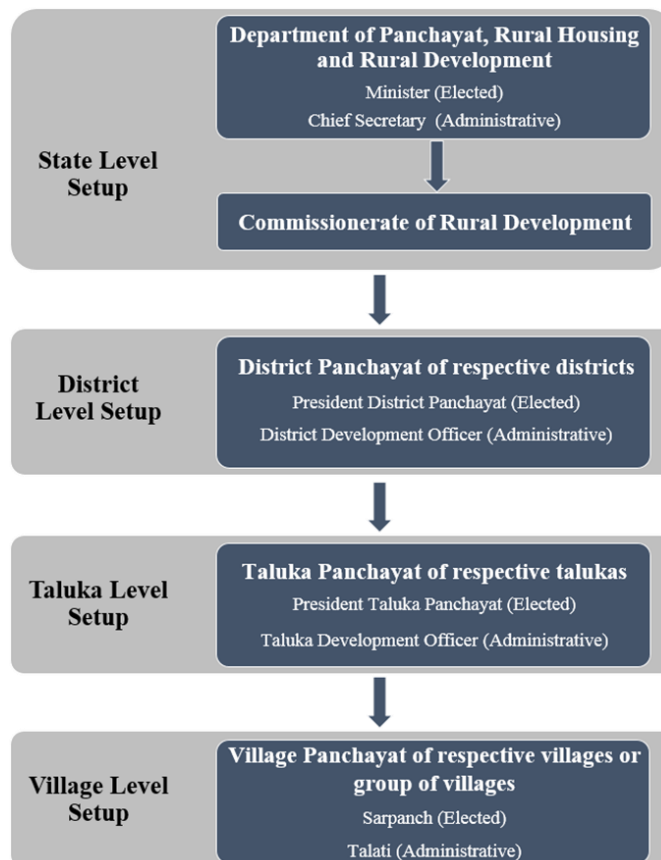 Department of Panchayat, Rural Housing
and Rural Development
Minister (Elected)
Chief Secretary (Administrative)
State Level
Setup
Commissionerate of Rural Development
District Panchayat of respective districts
District
Level Setup
President District Panchayat (Elected)
District Development Officer (Administrative)
Taluka Panchayat of respective talukas
Taluka Level
Setup
President Taluka Panchayat (Elected)
Taluka Development Officer (Administrative)
Village Panchayat of respective villages or
group of villages
Village Level
Setup
Sarpanch (Elected)
Talati (Administrative)